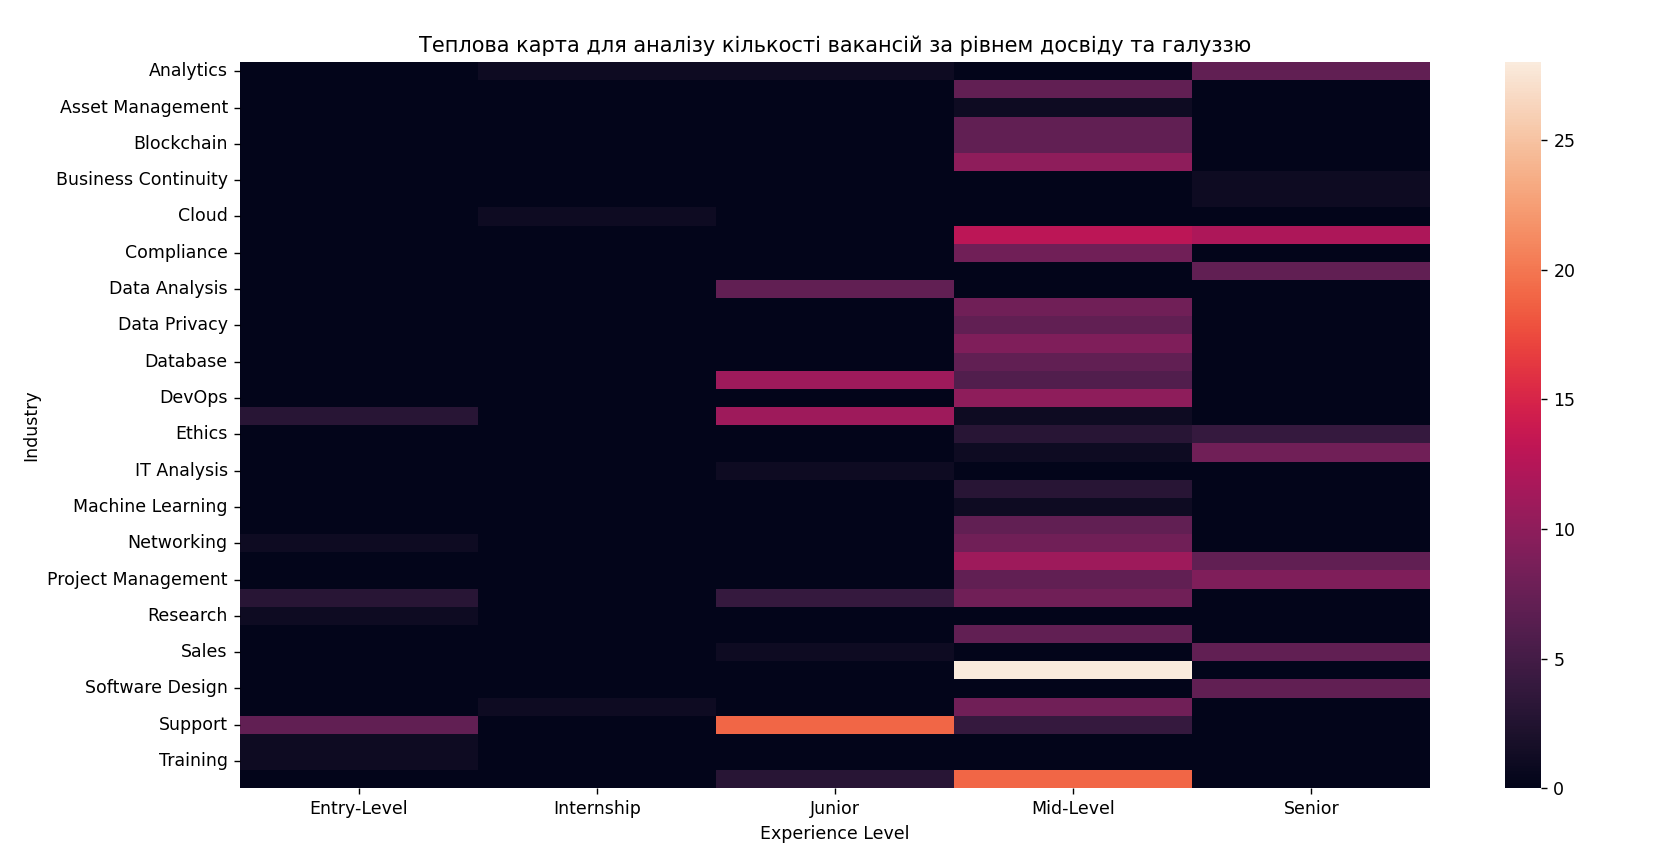 Теплова карта для аналізу кількості вакансій за рівнем досвіду та галуззю
Industry
Analytics
Asset Management
Blockchain
Business Continuity
Cloud
Compliance
Data Analysis
Data Privacy
Database
DevOps
Ethics
IT Analysis
Machine Learning
Networking
Project Management
Research
Sales
Software Design
Support
Training
Entry-Level
Internship
Junior
Mid-Level
Senior
Experience Level
25
20
15
10
5
0